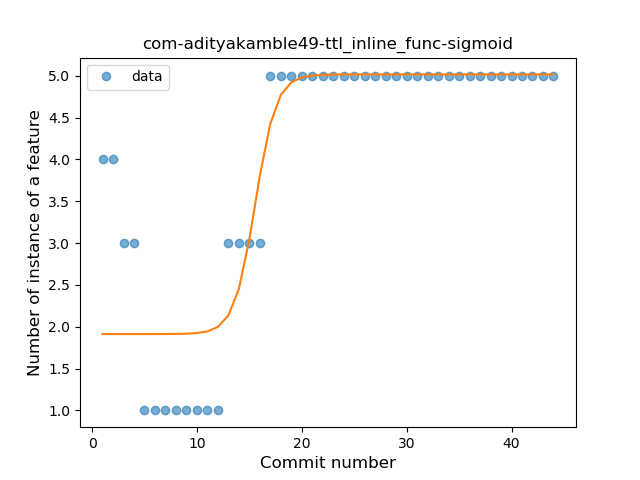 com-adityakamble49-ttl_inline_func-sigmoid
data
Number of instance of a feature
5.0
4.5
4.0
3.5
3.0
2.5
2.0
1.5
1.0
0 10 20 30 40
Commit number